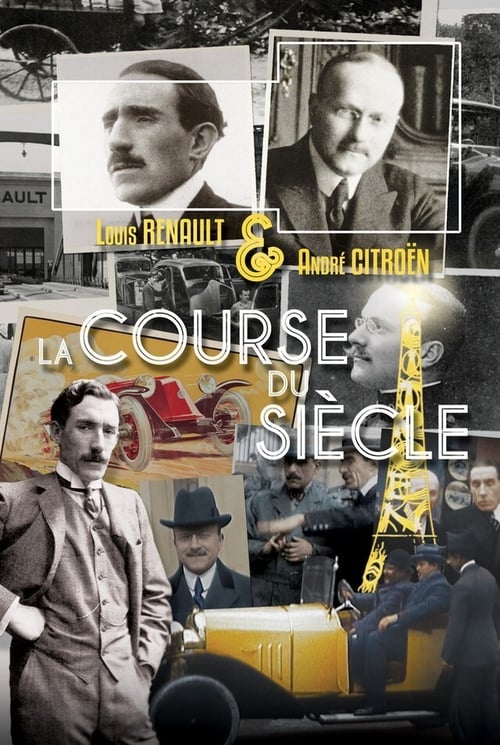 AULT
Louis RENAULT
&
André CITROËN
LA COURSE
DU
SIÈCLE